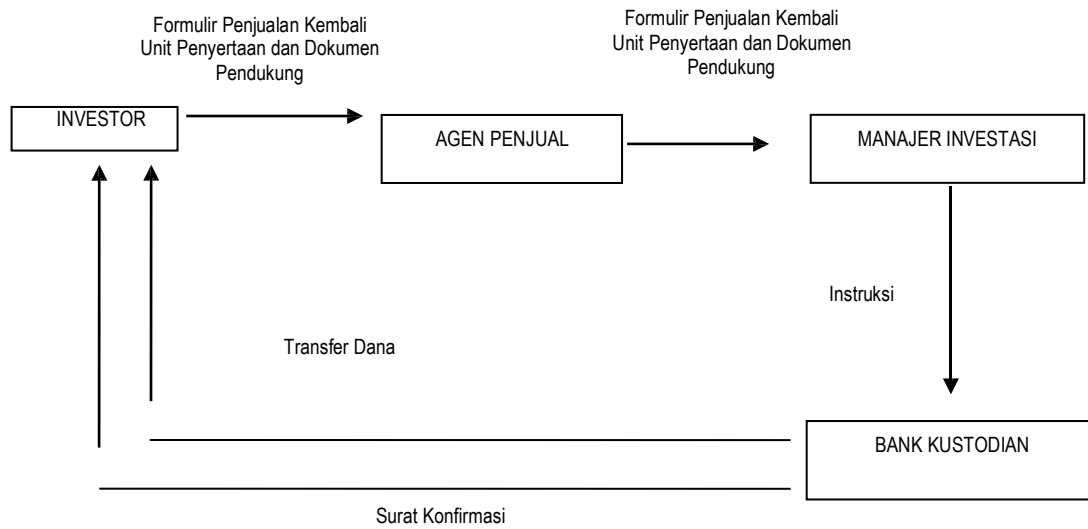 Formulir Penjualan Kembali
Unit Penyertaan dan Dokumen
Pendukung
Formulir Penjualan Kembali
Unit Penyertaan dan Dokumen
Pendukung
INVESTOR
AGEN PENJUAL
MANAJER INVESTASI
Instruksi
Transfer Dana
BANK KUSTODIAN
Surat Konfirmasi